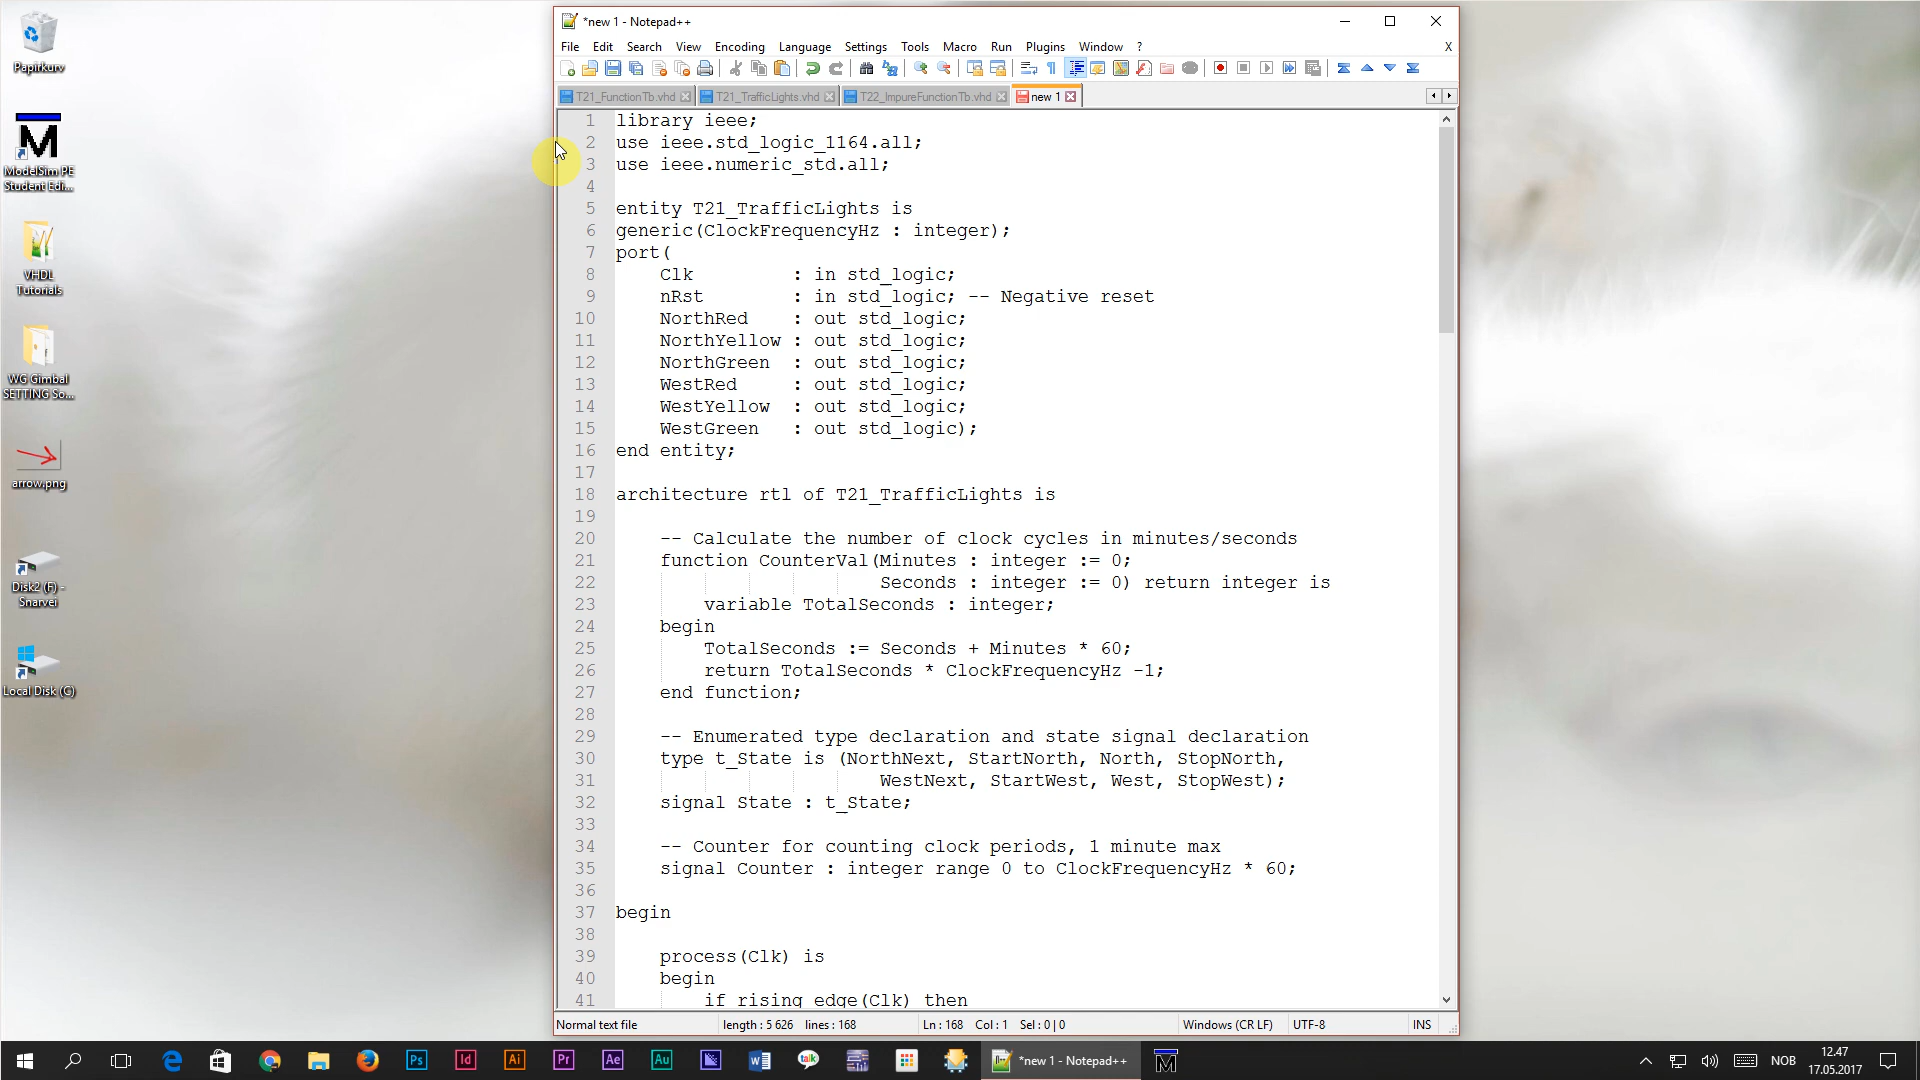 Papirkurv
ModelSim PE
Student Edi...
VHDL
Tutorials
WG Gimbal
SETTING So...
arrow.png
Disk2 (F) -
Snarvei
Local Disk (C)
*new 1 - Notepad++
File Edit Search View Encoding Language Settings Tools Macro Run Plugins Window ? X
T21_FunctionTb.vhd T21_TrafficLights.vhd T22_ImpureFunctionTb.vhd new 1
1 library ieee;
2 use ieee.std_logic_1164.all;
3 use ieee.numeric_std.all;
4
5 entity T21_TrafficLights is
6 generic(ClockFrequencyHz : integer);
7 port(
8 Clk : in std_logic;
9 nRst : in std_logic; -- Negative reset
10 NorthRed : out std_logic;
11 NorthYellow : out std_logic;
12 NorthGreen : out std_logic;
13 WestRed : out std_logic;
14 WestYellow : out std_logic;
15 WestGreen : out std_logic);
16 end entity;
17
18 architecture rtl of T21_TrafficLights is
19
20 -- Calculate the number of clock cycles in minutes/seconds
21 function CounterVal(Minutes : integer := 0;
22 Seconds : integer := 0) return integer is
23 variable TotalSeconds : integer;
24 begin
25 TotalSeconds := Seconds + Minutes * 60;
26 return TotalSeconds * ClockFrequencyHz -1;
27 end function;
28
29 -- Enumerated type declaration and state signal declaration
30 type t_State is (NorthNext, StartNorth, North, StopNorth,
31 WestNext, StartWest, West, StopWest);
32 signal State : t_State;
33
34 -- Counter for counting clock periods, 1 minute max
35 signal Counter : integer range 0 to ClockFrequencyHz * 60;
36
37 begin
38
39 process(Clk) is
40 begin
41 if rising_edge(Clk) then
Normal text file length : 5 626 lines : 168 Ln : 168 Col : 1 Sel : 0 | 0 Windows (CR LF) UTF-8 INS
Ps Id Ai Pr Ae Au talk *new 1 - Notepad++ M NOB 12.47
17.05.2017